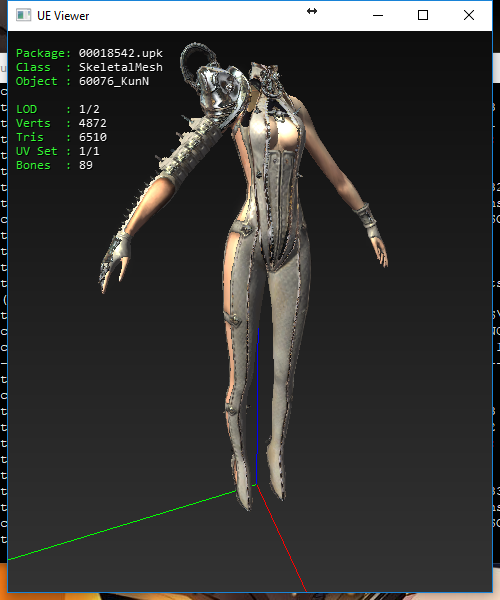 UE Viewer
Package: 00018542.upk
Class : SkeletalMesh
Object : 60076_KunN
LOD : 1/2
Verts : 4872
Tris : 6510
UV Set : 1/1
Bones : 89